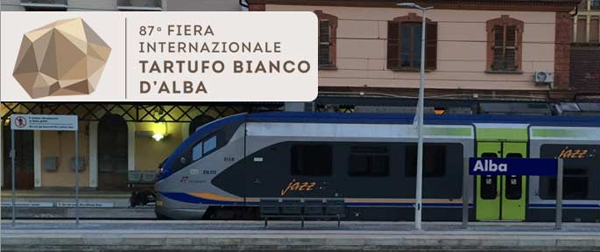 87ª FIERA
INTERNAZIONALE
TARTUFO BIANCO
D'ALBA
jazz
Alba
jazz